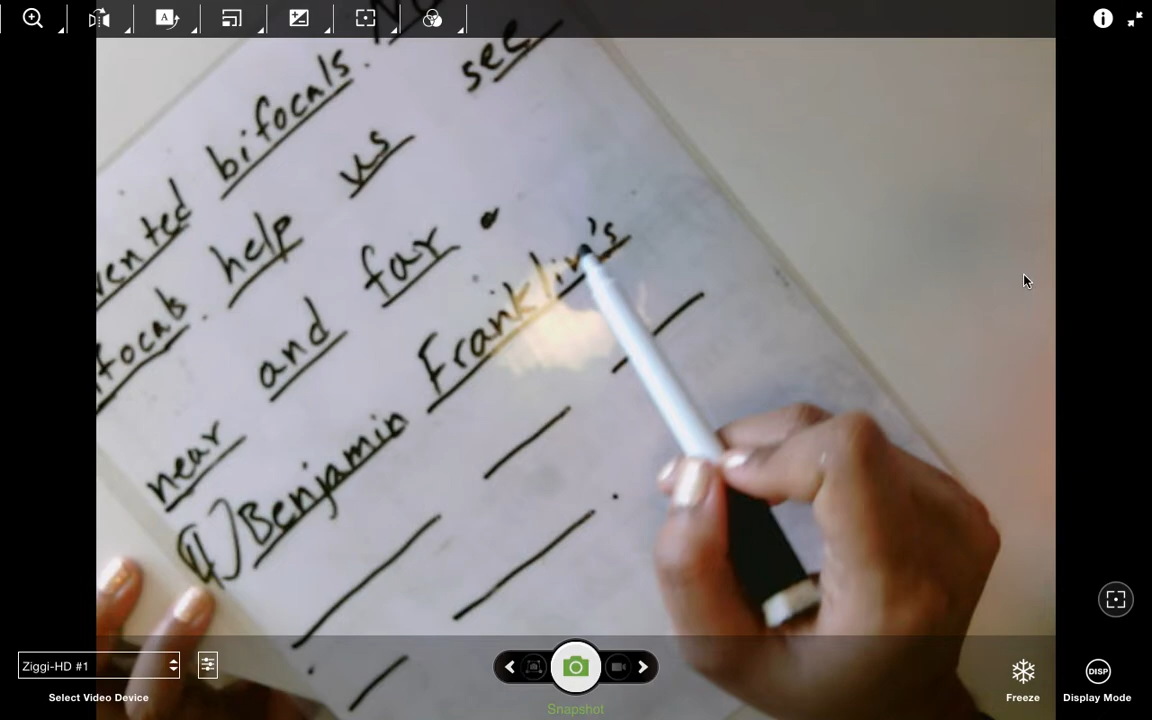 vented bifocals. 
focals help us see
near and far.
4) Benjamin Franklin's
Ziggi-HD #1
Select Video Device
Snapshot
Freeze
DISP
Display Mode